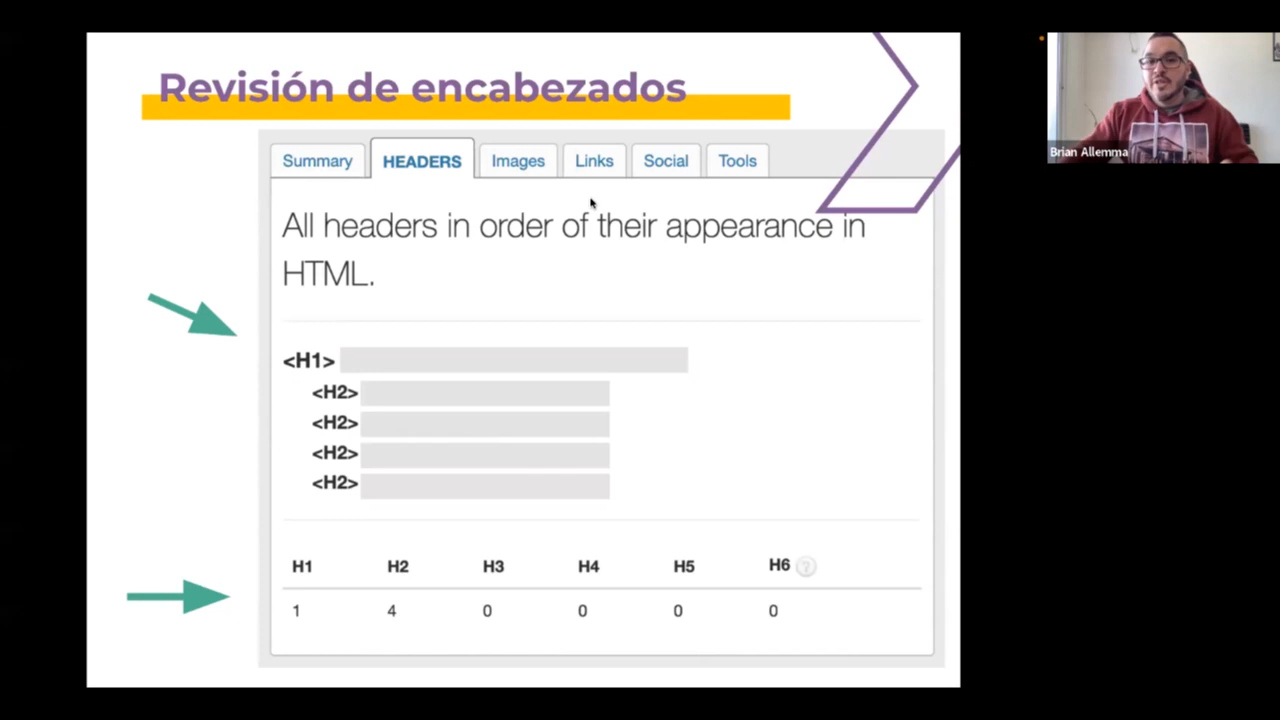 Revisión de encabezados
Brian Allemma
Summary HEADERS Images Links Social Tools
All headers in order of their appearance in
HTML.
<H1>
<H2>
<H2>
<H2>
<H2>
H1 H2 H3 H4 H5 H6 ?
1 4 0 0 0 0